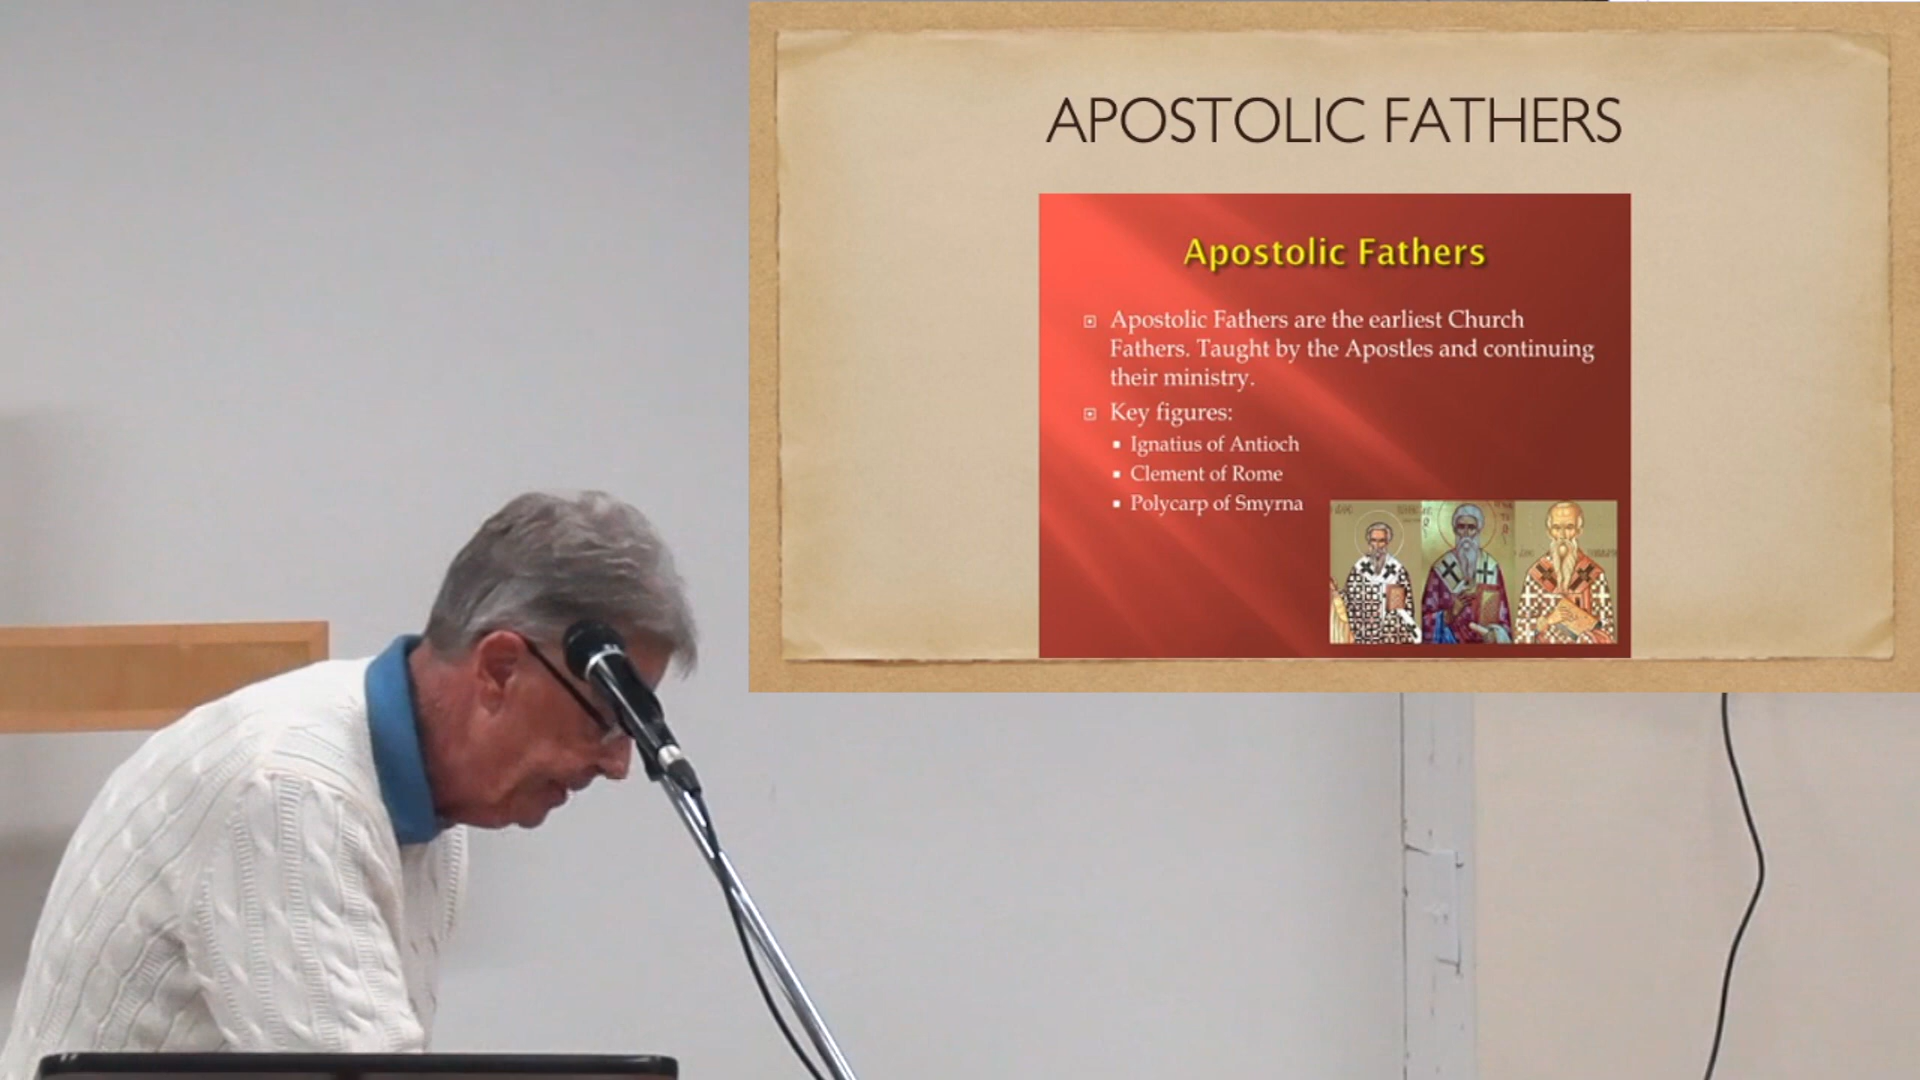 APOSTOLIC FATHERS
Apostolic Fathers
Apostolic Fathers are the earliest Church
Fathers. Taught by the Apostles and continuing
their ministry.
Key figures:
Ignatius of Antioch
Clement of Rome
Polycarp of Smyrna